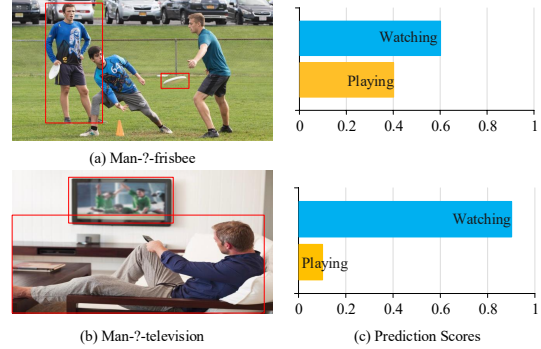 Watching
Playing
0 0.2 0.4 0.6 0.8 1
(a) Man-?-frisbee
Watching
Playing
0 0.2 0.4 0.6 0.8 1
(b) Man-?-television
(c) Prediction Scores